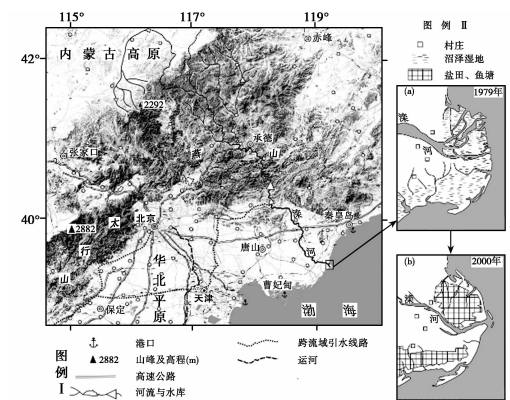 115°
117°
119°
42°
40°
内蒙古高原
赤峰
2292
张家口
承德
燕
山
太
行
山
2882
北京
滦
河
秦皇岛
唐山
华
北
平
原
天津
曹妃甸
保定
渤 海
图
例
Ⅰ
港口
2882 山峰及高程(m)
高速公路
河流与水库
跨流域引水线路
运河
图 例 Ⅱ
村庄
沼泽湿地
盐田、鱼塘
(a) 1979年
滦
河
(b) 2000年
滦
河